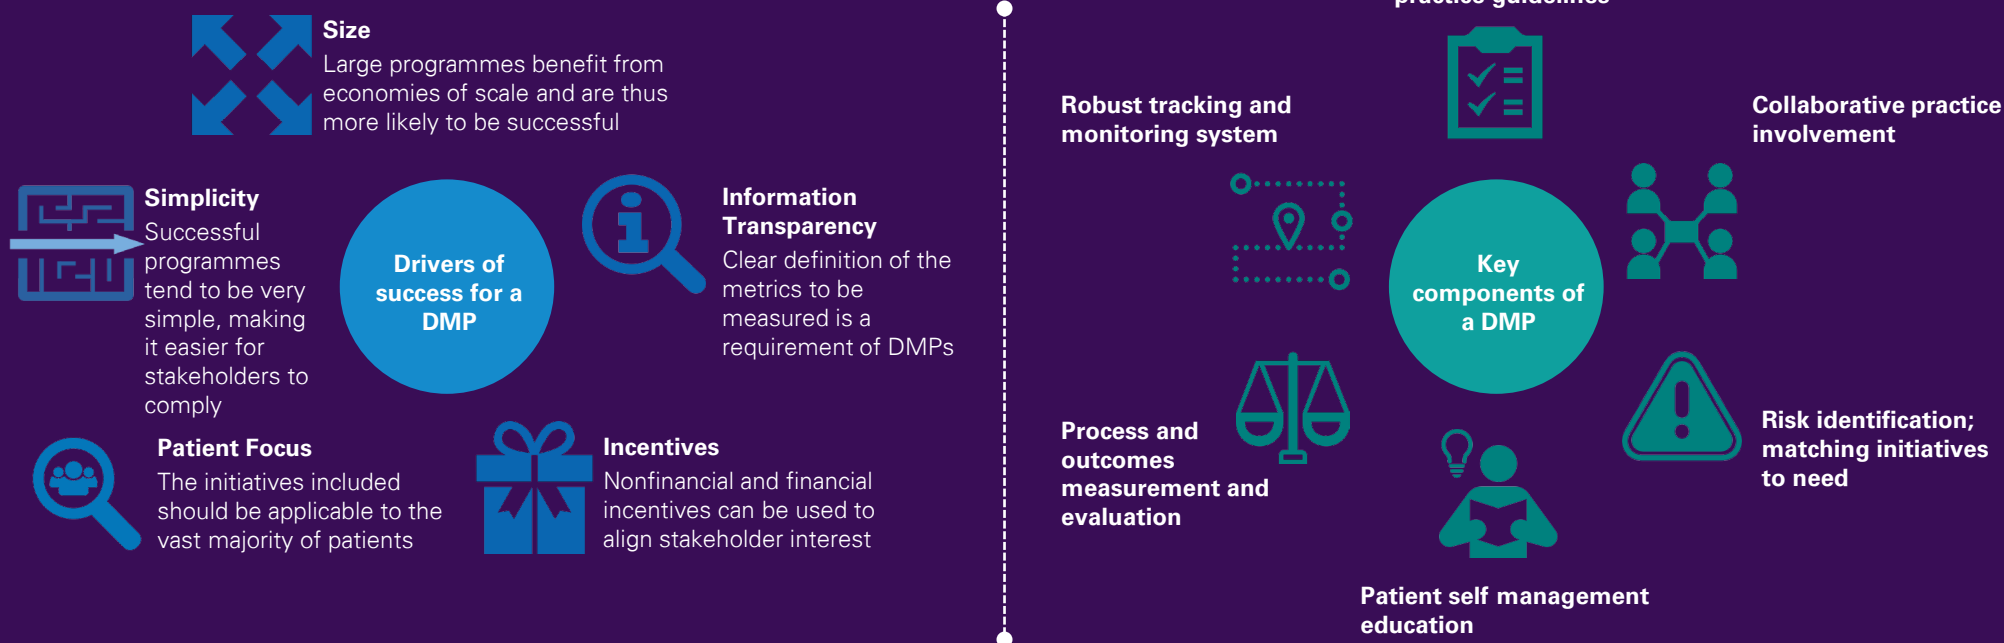 Size
Large programmes benefit from
economies of scale and are thus
more likely to be successful
Simplicity
Successful
programmes
tend to be very
simple, making
it easier for
stakeholders to
comply
Drivers of
success for a
DMP
Information
Transparency
Clear definition of the
metrics to be
measured is a
requirement of DMPs
Patient Focus
The initiatives included
should be applicable to the
vast majority of patients
Incentives
Nonfinancial and financial
incentives can be used to
align stakeholder interest
practice guidelines
Robust tracking and
monitoring system
Collaborative practice
involvement
Key
components of
a DMP
Process and
outcomes
measurement and
evaluation
Risk identification;
matching initiatives
to need
Patient self management
education